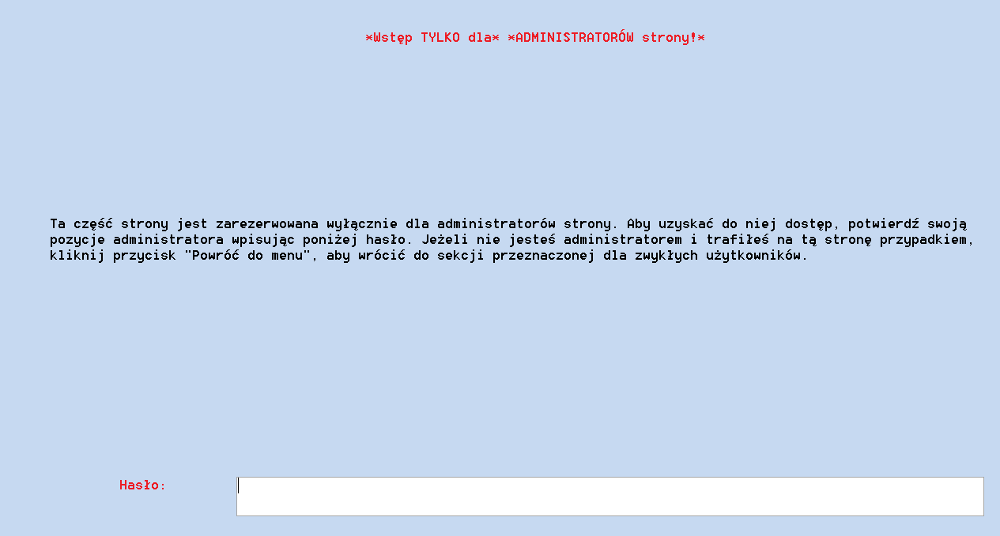 *Wstęp TYLKO dla* *ADMINISTRATORÓW strony!*
Ta część strony jest zarezerwowana wyłącznie dla administratorów strony. Aby uzyskać do niej dostęp, potwierdź swoją
pozycje administratora wpisując poniżej hasło. Jeżeli nie jesteś administratorem i trafiłeś na tą stronę przypadkiem,
kliknij przycisk "Powróć do menu", aby wrócić do sekcji przeznaczonej dla zwykłych użytkowników.
Hasło: